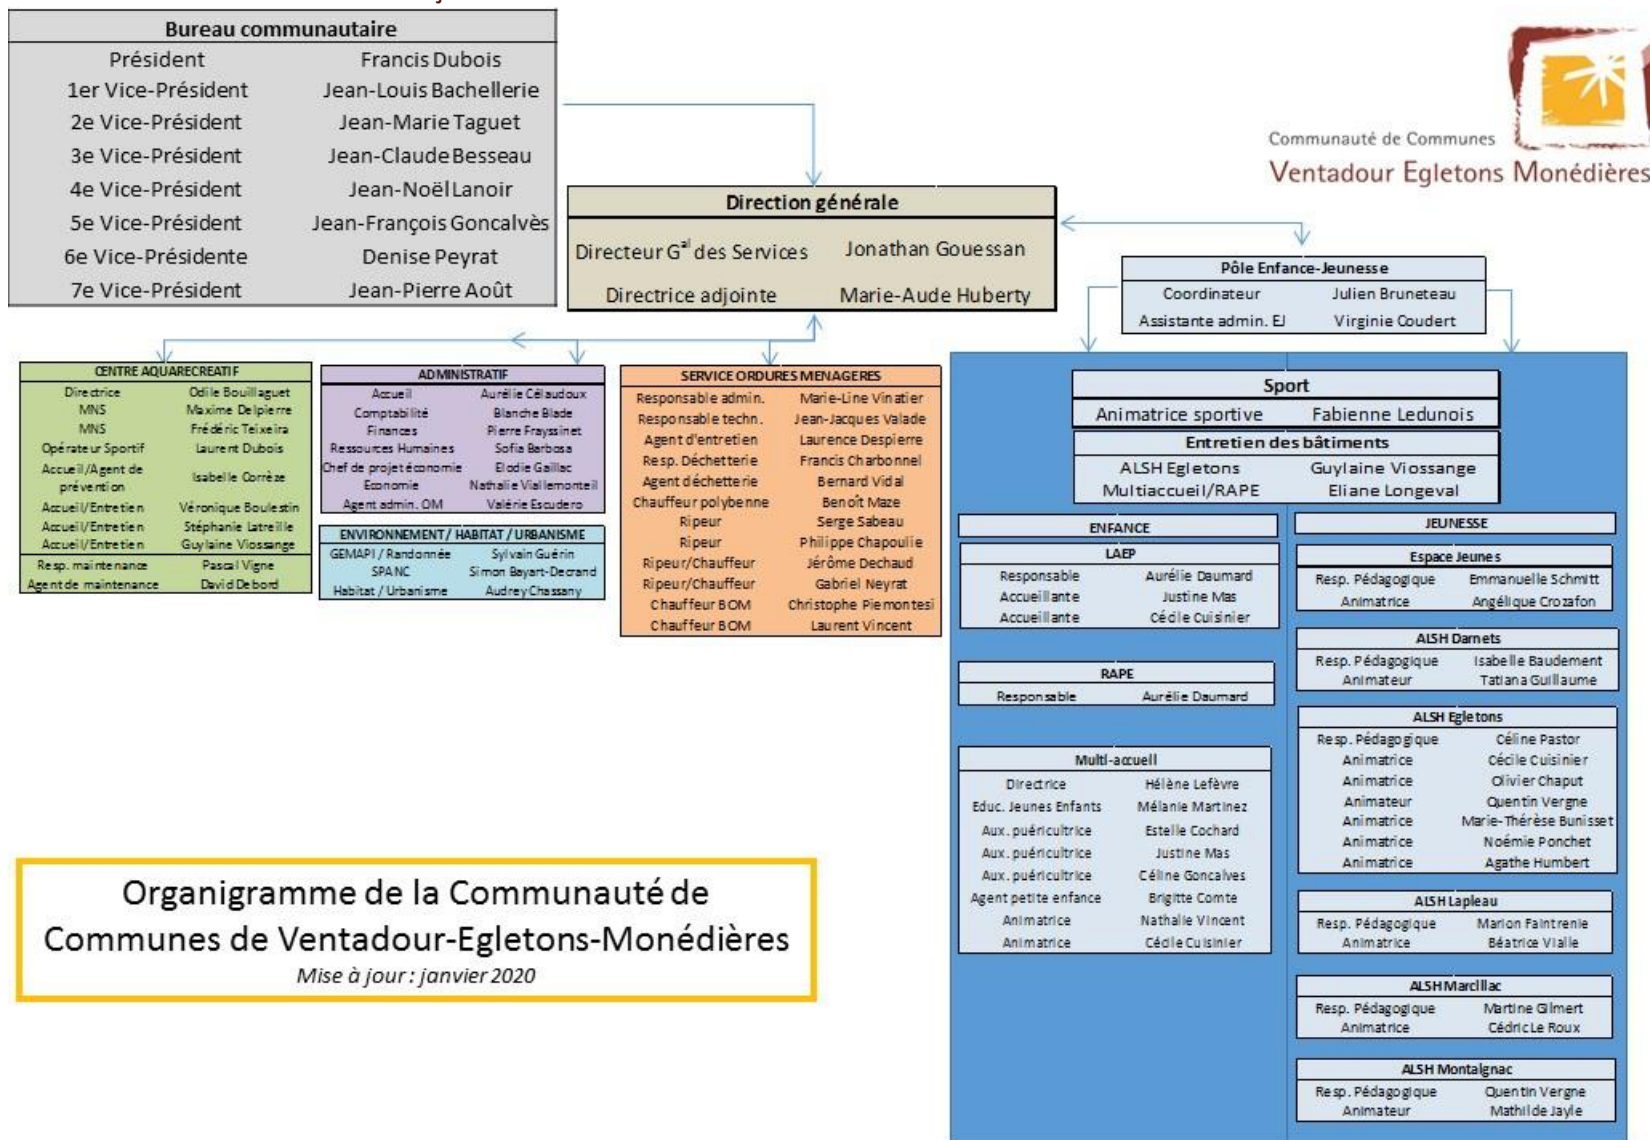 Bureau communautaire
Président Francis Dubois
1er Vice-Président Jean-Louis Bachellerie
2e Vice-Président Jean-Marie Taguet
3e Vice-Président Jean-Claude Besseau
4e Vice-Président Jean-Noël Lanoir
5e Vice-Président Jean-François Goncalvès
6e Vice-Présidente Denise Peyrat
7e Vice-Président Jean-Pierre Août
Communauté de Communes
Ventadour Egletons Monédières
Direction générale
Directeur Gal des Services Jonathan Gouessan
Directrice adjointe Marie-Aude Huberty
Pôle Enfance-Jeunesse
Coordinateur Julien Bruneteau
Assistante admin. EJ Virginie Coudert
CENTRE AQUARECREATIF
Directrice Odile Bouillaguet
MNS Maxime Delpierre
MNS Frédéric Teixeira
Opérateur Sportif Laurent Dubois
Accueil/Agent de
prévention Isabelle Corrèze
Accueil/Entretien Véronique Boulestin
Accueil/Entretien Stéphanie Latreille
Accueil/Entretien Guylaine Viossange
Resp. maintenance Pascal Vigne
Agent de maintenance David Debord
ADMINISTRATIF
Accueil Aurélie Célaudoux
Comptabilité Blanche Blade
Finances Pierre Frayssinet
Ressources Humaines Sofia Barbosa
Chef de projet économie Elodie Gaillac
Economie Nathalie Viallemonteil
Agent admin. OM Valérie Escudero
ENVIRONNEMENT / HABITAT / URBANISME
GEMAPI / Randonnée Sylvain Guérin
SPANC Simon Bayart-Decrand
Habitat / Urbanisme Audrey Chassany
SERVICE ORDURES MENAGERES
Responsable admin. Marie-Line Vinatier
Responsable techn. Jean-Jacques Valade
Agent d'entretien Laurence Despierre
Resp. Déchetterie Francis Charbonnel
Agent déchetterie Bernard Vidal
Chauffeur polybenne Benoît Maze
Ripeur Serge Sabeau
Ripeur Philippe Chapoulie
Ripeur/Chauffeur Jérôme Dechaud
Ripeur/Chauffeur Gabriel Neyrat
Chauffeur BOM Christophe Piemontesi
Chauffeur BOM Laurent Vincent
Sport
Animatrice sportive Fabienne Ledunois
Entretien des bâtiments
ALSH Egletons Guylaine Viossange
Multiaccueil/RAPE Eliane Longeval
ENFANCE
LAEP
Responsable Aurélie Daumard
Accueillante Justine Mas
Accueillante Cécile Cuisinier
RAPE
Responsable Aurélie Daumard
Multi-accueil
Directrice Hélène Lefèvre
Educ. Jeunes Enfants Mélanie Martinez
Aux. puéricultrice Estelle Cochard
Aux. puéricultrice Justine Mas
Aux. puéricultrice Céline Goncalves
Agent petite enfance Brigitte Comte
Animatrice Nathalie Vincent
Animatrice Cécile Cuisinier
JEUNESSE
Espace Jeunes
Resp. Pédagogique Emmanuelle Schmitt
Animatrice Angélique Crozafon
ALSH Darnets
Resp. Pédagogique Isabelle Baudement
Animateur Tatiana Guillaume
ALSH Egletons
Resp. Pédagogique Céline Pastor
Animatrice Cécile Cuisinier
Animatrice Olivier Chaput
Animateur Quentin Vergne
Animatrice Marie-Thérèse Bunisset
Animatrice Noémie Ponchet
Animatrice Agathe Humbert
ALSH Lapleau
Resp. Pédagogique Marion Faintrenie
Animatrice Béatrice Vialle
ALSH Marcillac
Resp. Pédagogique Martine Gilmert
Animatrice Cédric Le Roux
ALSH Montaignac
Resp. Pédagogique Quentin Vergne
Animateur Mathilde Jayle
Organigramme de la Communauté de
Communes de Ventadour-Egletons-Monédières
Mise à jour : janvier 2020